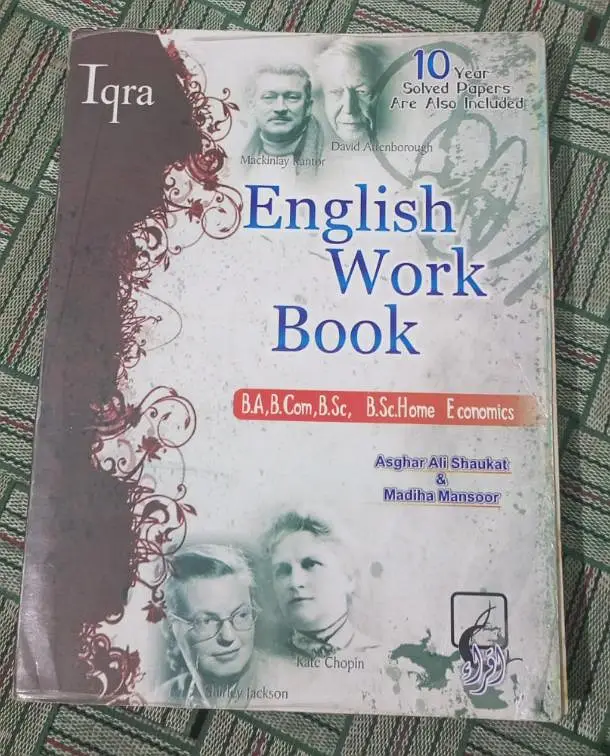 Iqra
10 Year
Solved Papers
Are Also Included
Mackinlay Kantor
David Attenborough
English
Work
Book
B.A,B.Com,B.Sc, B.Sc.Home Economics
Asghar Ali Shaukat
&
Madiha Mansoor
Kate Chopin
Shirley Jackson
اقراء